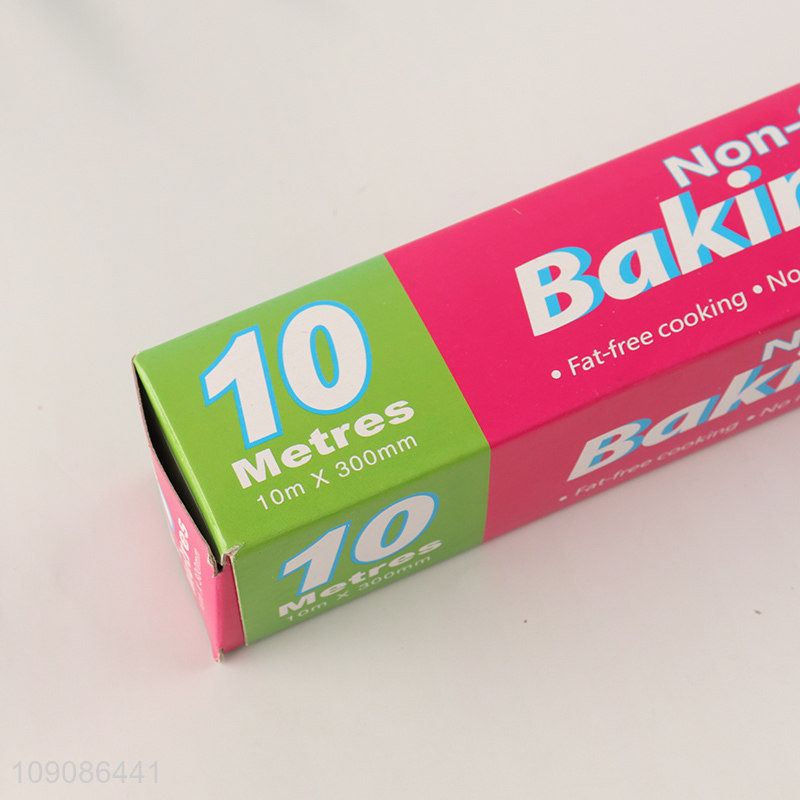 Non-
Bakin
• Fat-free cooking • No
10
Metres
10m X 300mm
N
Bakin
• Fat-free cooking • No
10
Metres
10m X 300mm
109086441